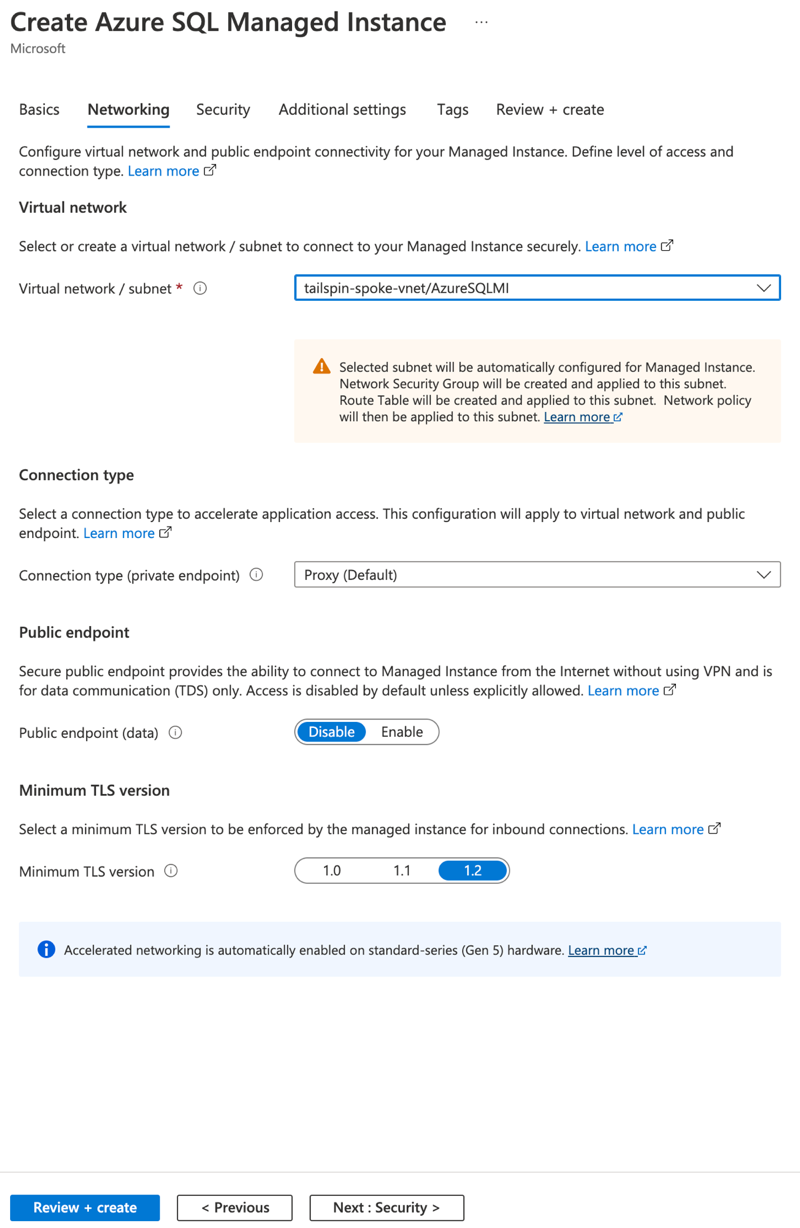 Create Azure SQL Managed Instance ...
Microsoft
Basics Networking Security Additional settings Tags Review + create
Configure virtual network and public endpoint connectivity for your Managed Instance. Define level of access and
connection type. Learn more
Virtual network
Select or create a virtual network / subnet to connect to your Managed Instance securely. Learn more
Virtual network / subnet * tailspin-spoke-vnet/AzureSQLMI
Selected subnet will be automatically configured for Managed Instance.
Network Security Group will be created and applied to this subnet.
Route Table will be created and applied to this subnet. Network policy
will then be applied to this subnet. Learn more
Connection type
Select a connection type to accelerate application access. This configuration will apply to virtual network and public
endpoint. Learn more
Connection type (private endpoint) Proxy (Default)
Public endpoint
Secure public endpoint provides the ability to connect to Managed Instance from the Internet without using VPN and is
for data communication (TDS) only. Access is disabled by default unless explicitly allowed. Learn more
Public endpoint (data) Disable Enable
Minimum TLS version
Select a minimum TLS version to be enforced by the managed instance for inbound connections. Learn more
Minimum TLS version 1.0 1.1 1.2
Accelerated networking is automatically enabled on standard-series (Gen 5) hardware. Learn more
Review + create < Previous Next : Security >